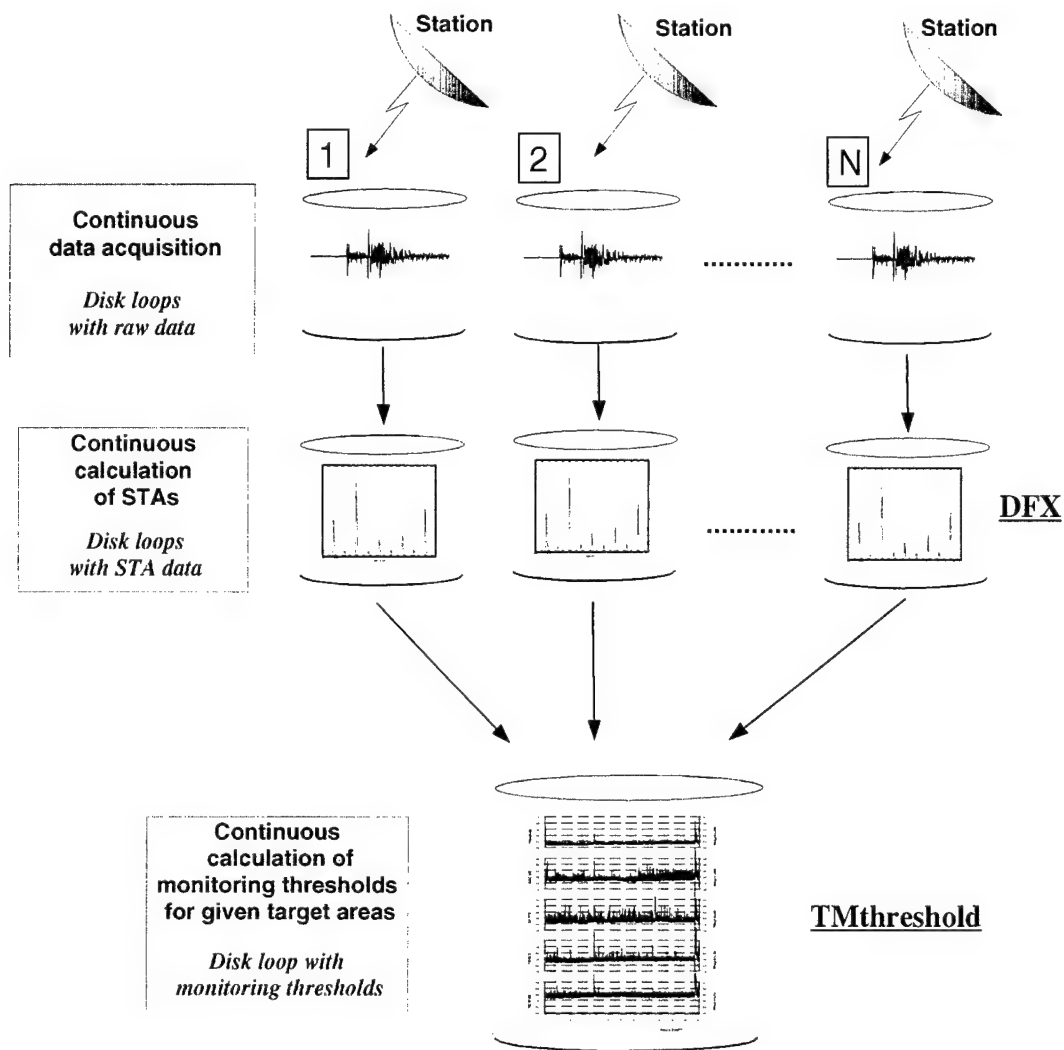 Station
Station
Station
1
2
N
Continuous
data acquisition
Disk loops
with raw data
Continuous
calculation
of STAs
Disk loops
with STA data
DFX
Continuous
calculation of
monitoring thresholds
for given target areas
Disk loop with
monitoring thresholds
TMthreshold